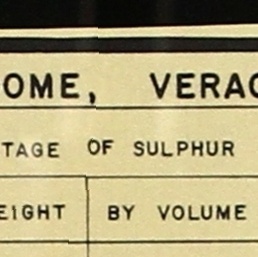 OME, VERAC
TAGE OF SULPHUR
EIGHT BY VOLUME